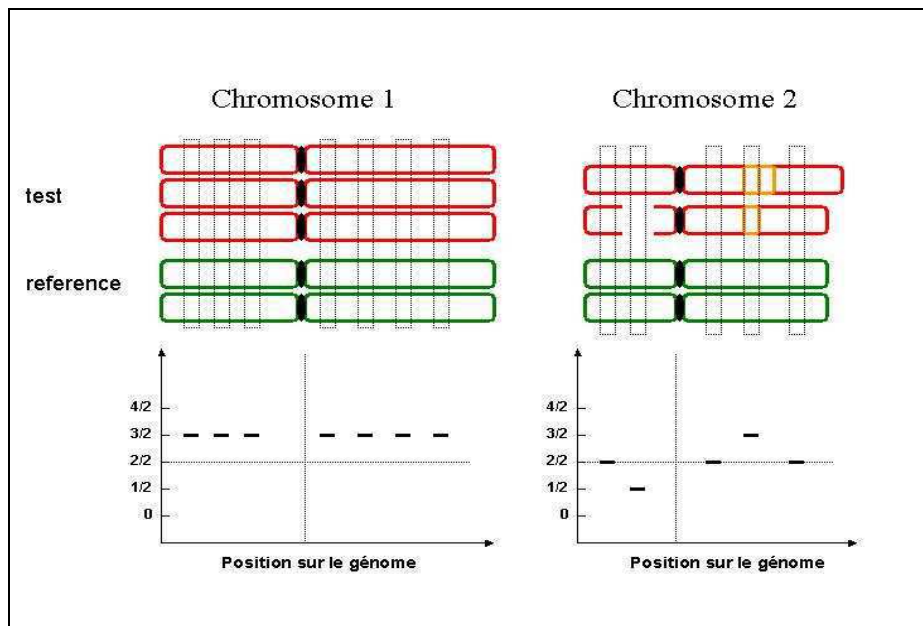 Chromosome 1
Chromosome 2
test
reference
4/2
3/2
2/2
1/2
0
Position sur le génome
4/2
3/2
2/2
1/2
0
Position sur le génome